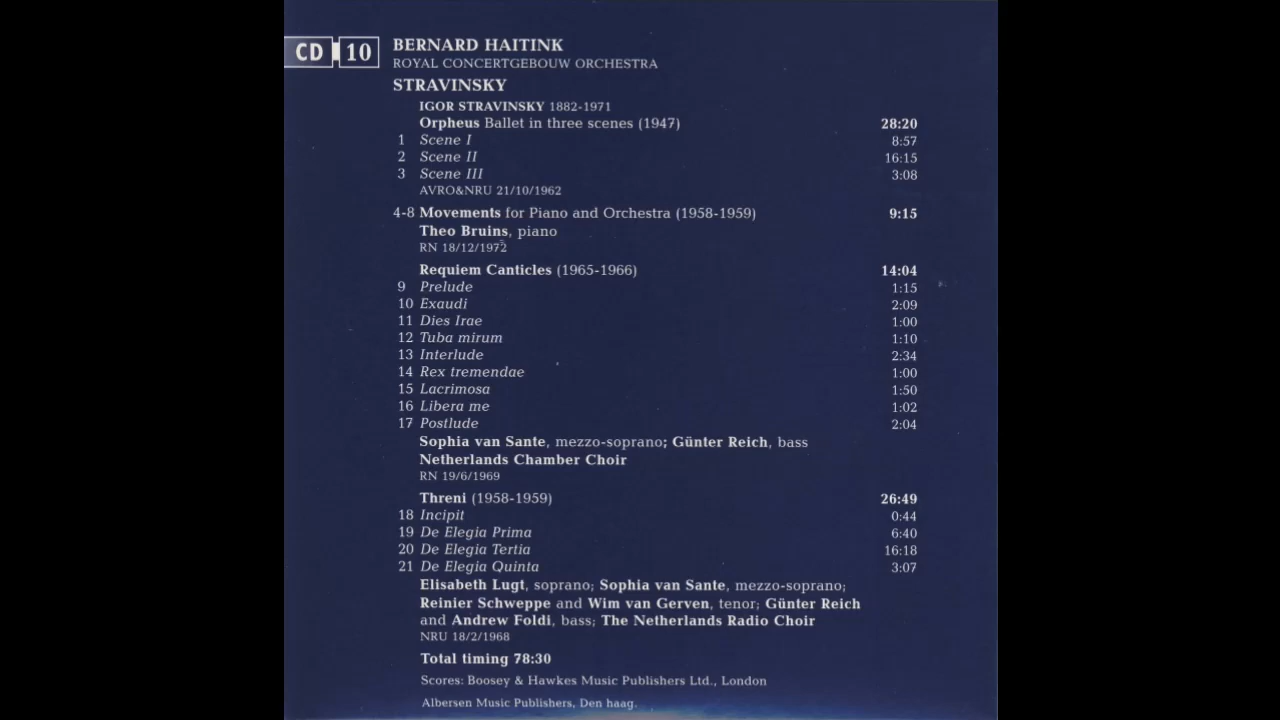 CD 10 BERNARD HAITINK
ROYAL CONCERTGEBOUW ORCHESTRA
STRAVINSKY
IGOR STRAVINSKY 1882-1971
Orpheus Ballet in three scenes (1947) 28:20
1 Scene I 8:57
2 Scene II 16:15
3 Scene III 3:08
AVRO&NRU 21/10/1962
4-8 Movements for Piano and Orchestra (1958-1959) 9:15
Theo Bruins, piano
RN 18/12/1972
Requiem Canticles (1965-1966) 14:04
9 Prelude 1:15
10 Exaudi 2:09
11 Dies Irae 1:00
12 Tuba mirum 1:10
13 Interlude 2:34
14 Rex tremendae 1:00
15 Lacrimosa 1:50
16 Libera me 1:02
17 Postlude 2:04
Sophia van Sante, mezzo-soprano; Günter Reich, bass
Netherlands Chamber Choir
RN 19/6/1969
Threni (1958-1959) 26:49
18 Incipit 0:44
19 De Elegia Prima 6:40
20 De Elegia Tertia 16:18
21 De Elegia Quinta 3:07
Elisabeth Lugt, soprano; Sophia van Sante, mezzo-soprano;
Reinier Schweppe and Wim van Gerven, tenor; Günter Reich
and Andrew Foldi, bass; The Netherlands Radio Choir
NRU 18/2/1968
Total timing 78:30
Scores: Boosey & Hawkes Music Publishers Ltd., London
Albersen Music Publishers, Den haag.